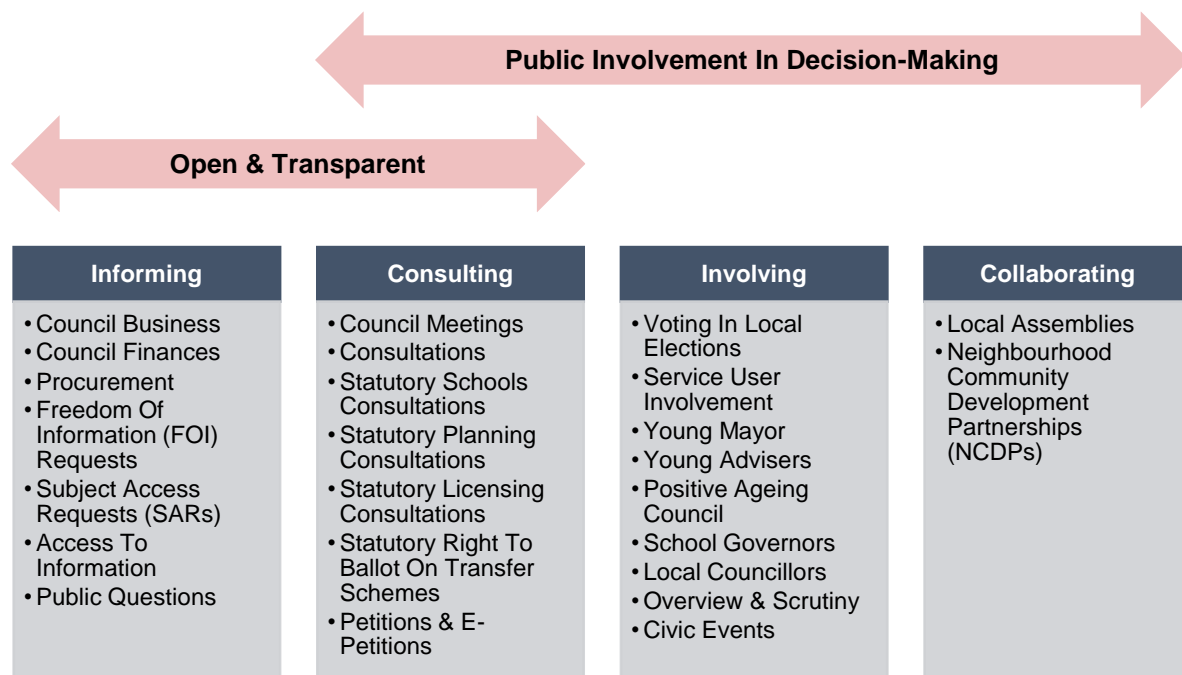 Public Involvement In Decision-Making
Open & Transparent
Informing
• Council Business
• Council Finances
• Procurement
• Freedom Of
Information (FOI)
Requests
• Subject Access
Requests (SARs)
• Access To
Information
• Public Questions
Consulting
• Council Meetings
• Consultations
• Statutory Schools
Consultations
• Statutory Planning
Consultations
• Statutory Licensing
Consultations
• Statutory Right To
Ballot On Transfer
Schemes
• Petitions & E-
Petitions
Involving
• Voting In Local
Elections
• Service User
Involvement
• Young Mayor
• Young Advisers
• Positive Ageing
Council
• School Governors
• Local Councillors
• Overview & Scrutiny
• Civic Events
Collaborating
• Local Assemblies
• Neighbourhood
Community
Development
Partnerships
(NCDPs)